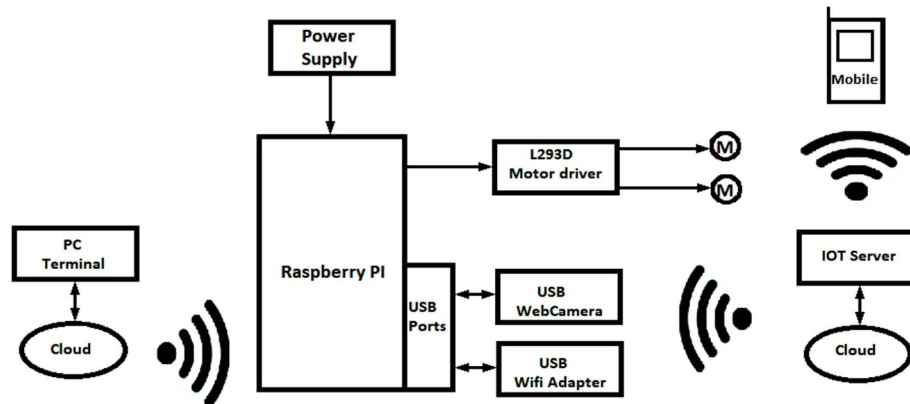 Power
Supply
Mobile
L293D
Motor driver
M
M
PC
Terminal
IOT Server
Raspberry PI
USB
Ports
USB
WebCamera
Cloud
USB
Wifi Adapter
Cloud